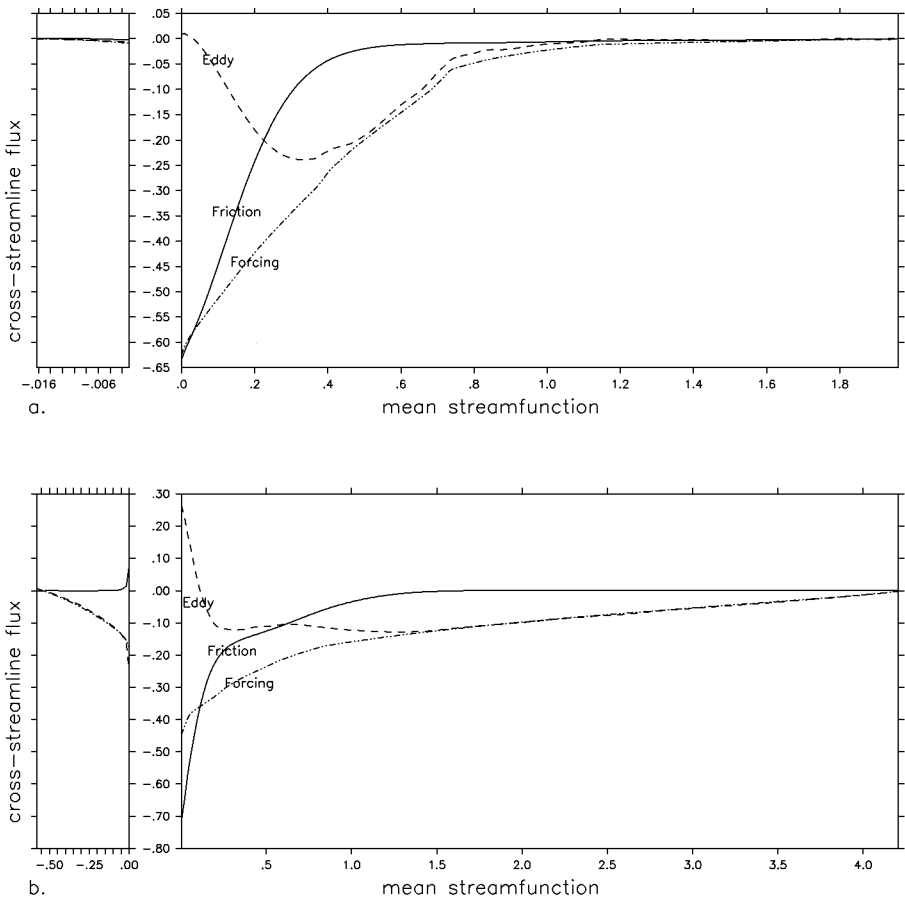 .05
.00
-.05
-.10
-.15
-.20
-.25
-.30
-.35
-.40
-.45
-.50
-.55
-.60
-.65
cross-streamline flux
Eddy
Friction
Forcing
-.016 -.006
.0 .2 .4 .6 .8 1.0 1.2 1.4 1.6 1.8
a. mean streamfunction
.30
.20
.10
.00
-.10
-.20
-.30
-.40
-.50
-.60
-.70
-.80
cross-streamline flux
Eddy
Friction
Forcing
-.50 -.25 .00
.5 1.0 1.5 2.0 2.5 3.0 3.5 4.0
b. mean streamfunction